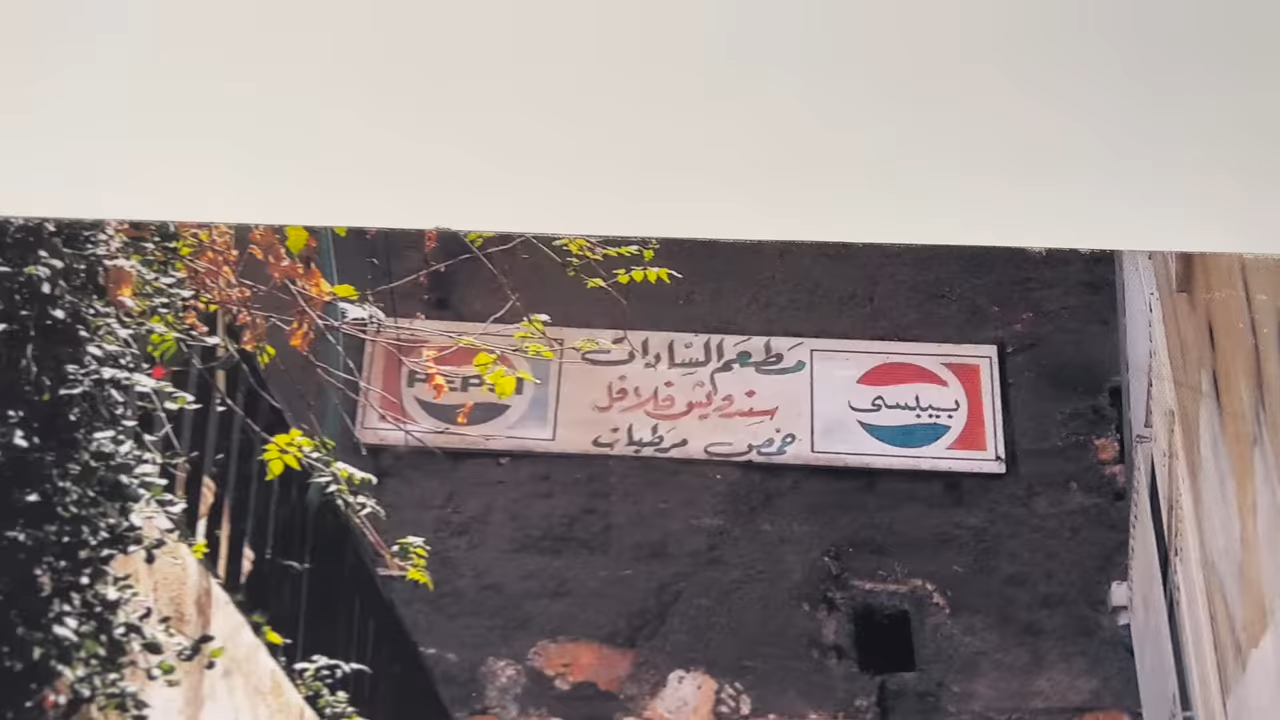 مطعم السادات
سندويش فلافل
حمص مرطبات
بيبسي
PEPSI